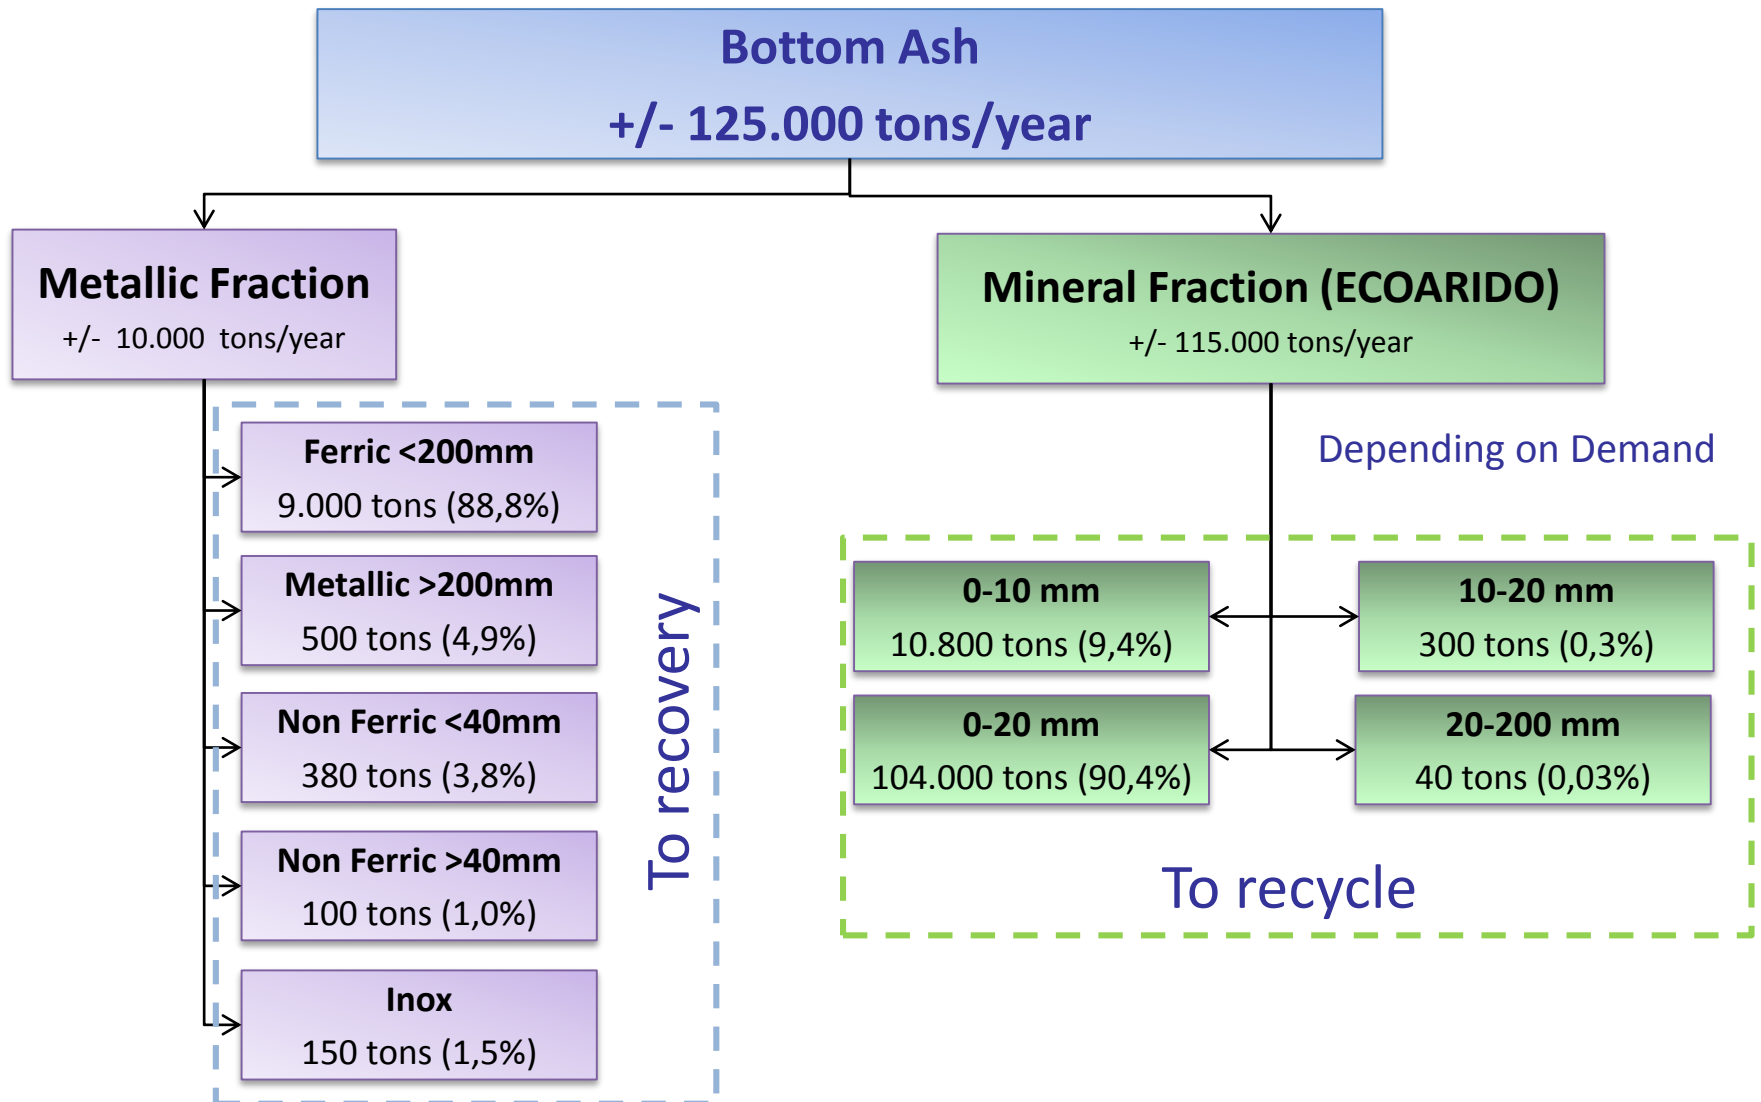 Bottom Ash
+/- 125.000 tons/year
Metallic Fraction
+/- 10.000 tons/year
Mineral Fraction (ECOARIDO)
+/- 115.000 tons/year
Ferric <200mm
9.000 tons (88,8%)
Metallic >200mm
500 tons (4,9%)
Non Ferric <40mm
380 tons (3,8%)
Non Ferric >40mm
100 tons (1,0%)
Inox
150 tons (1,5%)
To recovery
Depending on Demand
0-10 mm
10.800 tons (9,4%)
10-20 mm
300 tons (0,3%)
0-20 mm
104.000 tons (90,4%)
20-200 mm
40 tons (0,03%)
To recycle